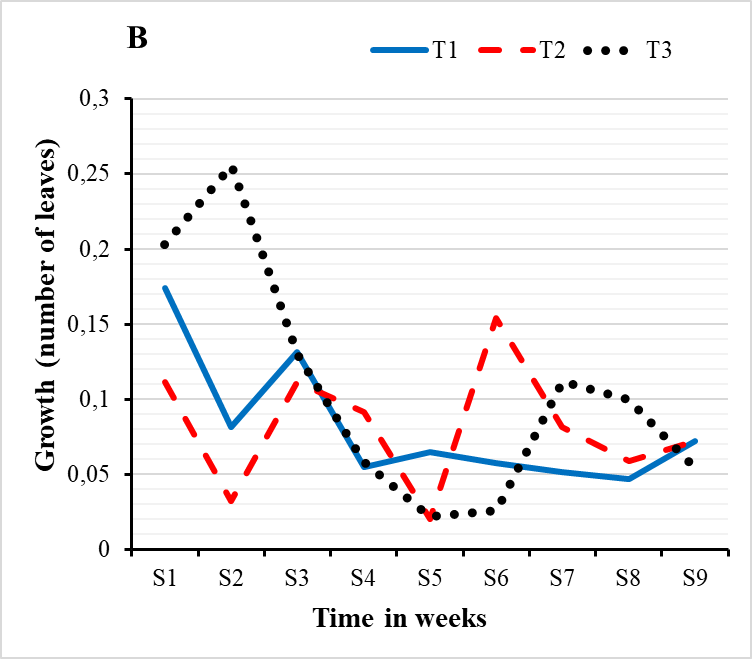 B
T1 T2 T3
Growth (number of leaves)
0,3
0,25
0,2
0,15
0,1
0,05
0
S1 S2 S3 S4 S5 S6 S7 S8 S9
Time in weeks